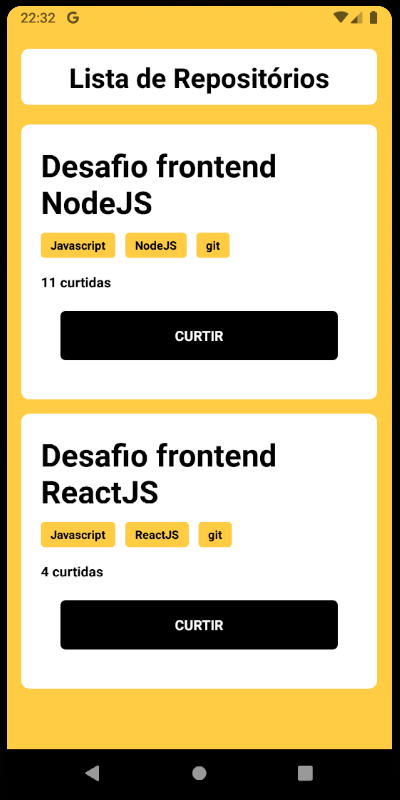 22:32 G
Lista de Repositórios
Desafio frontend
NodeJS
Javascript NodeJS git
11 curtidas
CURTIR
Desafio frontend
ReactJS
Javascript ReactJS git
4 curtidas
CURTIR